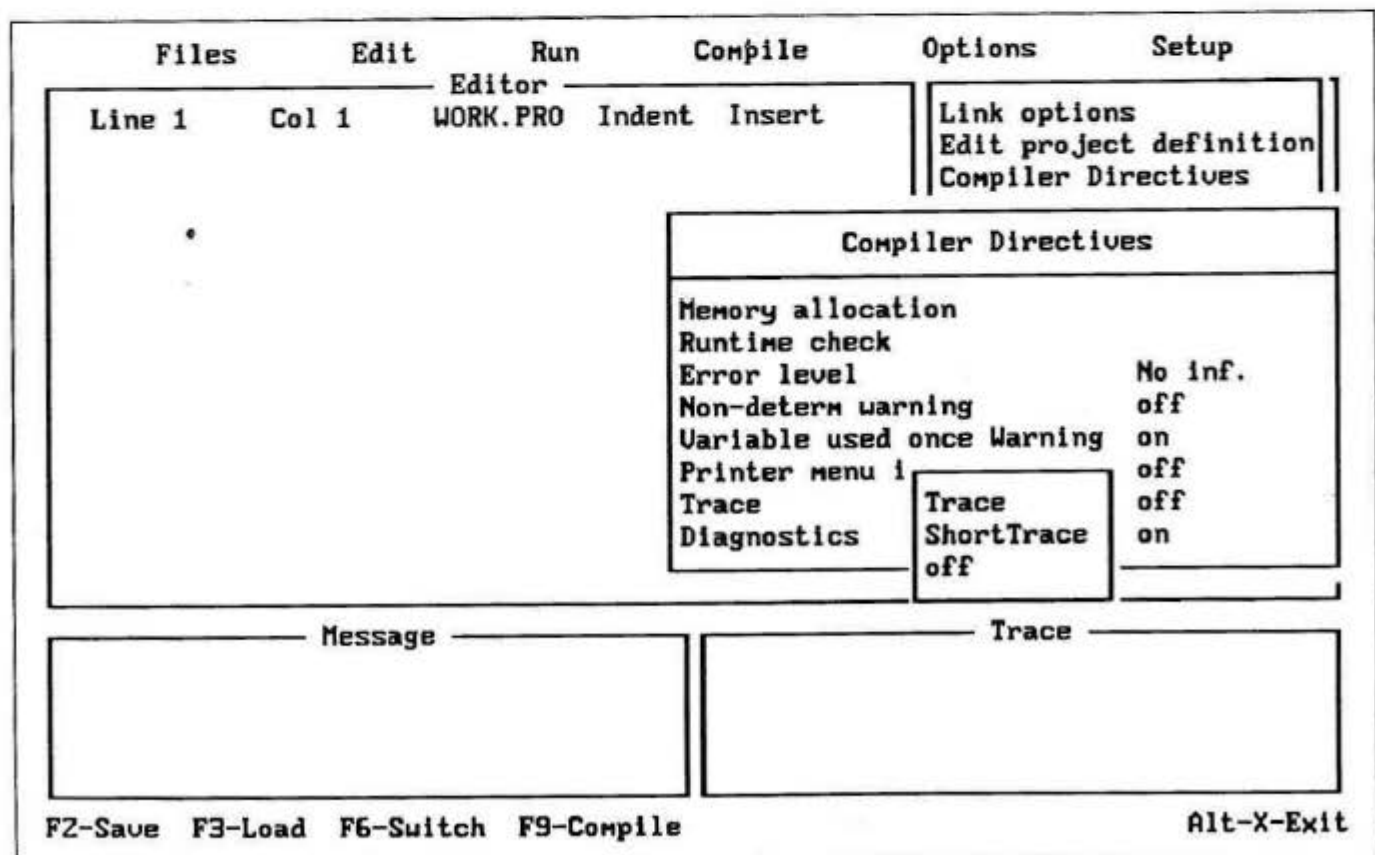 Files Edit Run Compile Options Setup
Editor
Line 1 Col 1 WORK.PRO Indent Insert
Link options
Edit project definition
Compiler Directives
Compiler Directives
Memory allocation
Runtime check
Error level No inf.
Non-determ warning off
Variable used once Warning on
Printer menu i off
Trace off
Diagnostics on
Trace
ShortTrace
off
Message
Trace
F2-Save F3-Load F6-Switch F9-Compile Alt-X-Exit